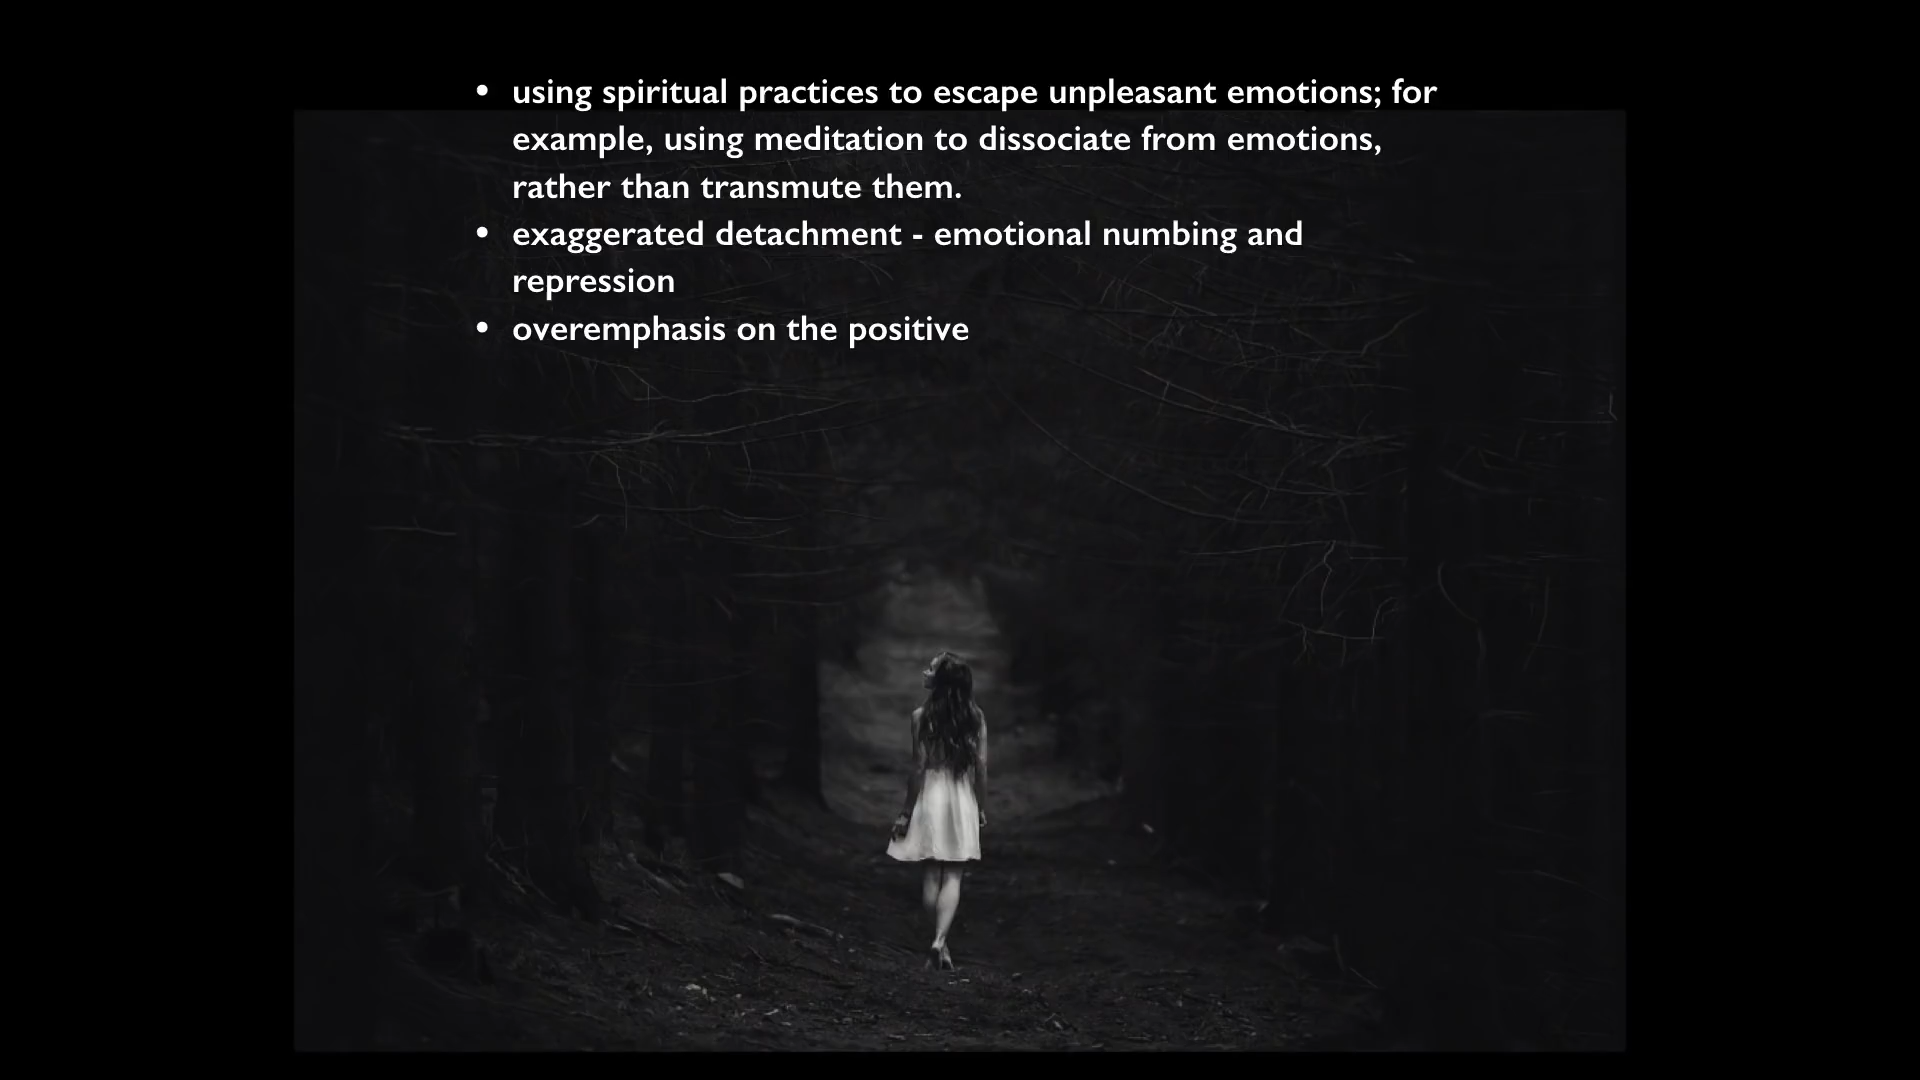 • using spiritual practices to escape unpleasant emotions; for
example, using meditation to dissociate from emotions,
rather than transmute them.
• exaggerated detachment - emotional numbing and
repression
• overemphasis on the positive